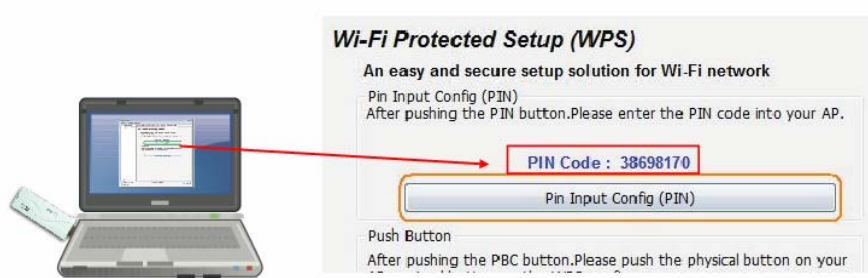 Wi-Fi Protected Setup (WPS)
An easy and secure setup solution for Wi-Fi network
Pin Input Config (PIN)
After pushing the PIN button.Please enter the PIN code into your AP.
PIN Code : 38698170
Pin Input Config (PIN)
Push Button
After pushing the PBC button.Please push the physical button on your